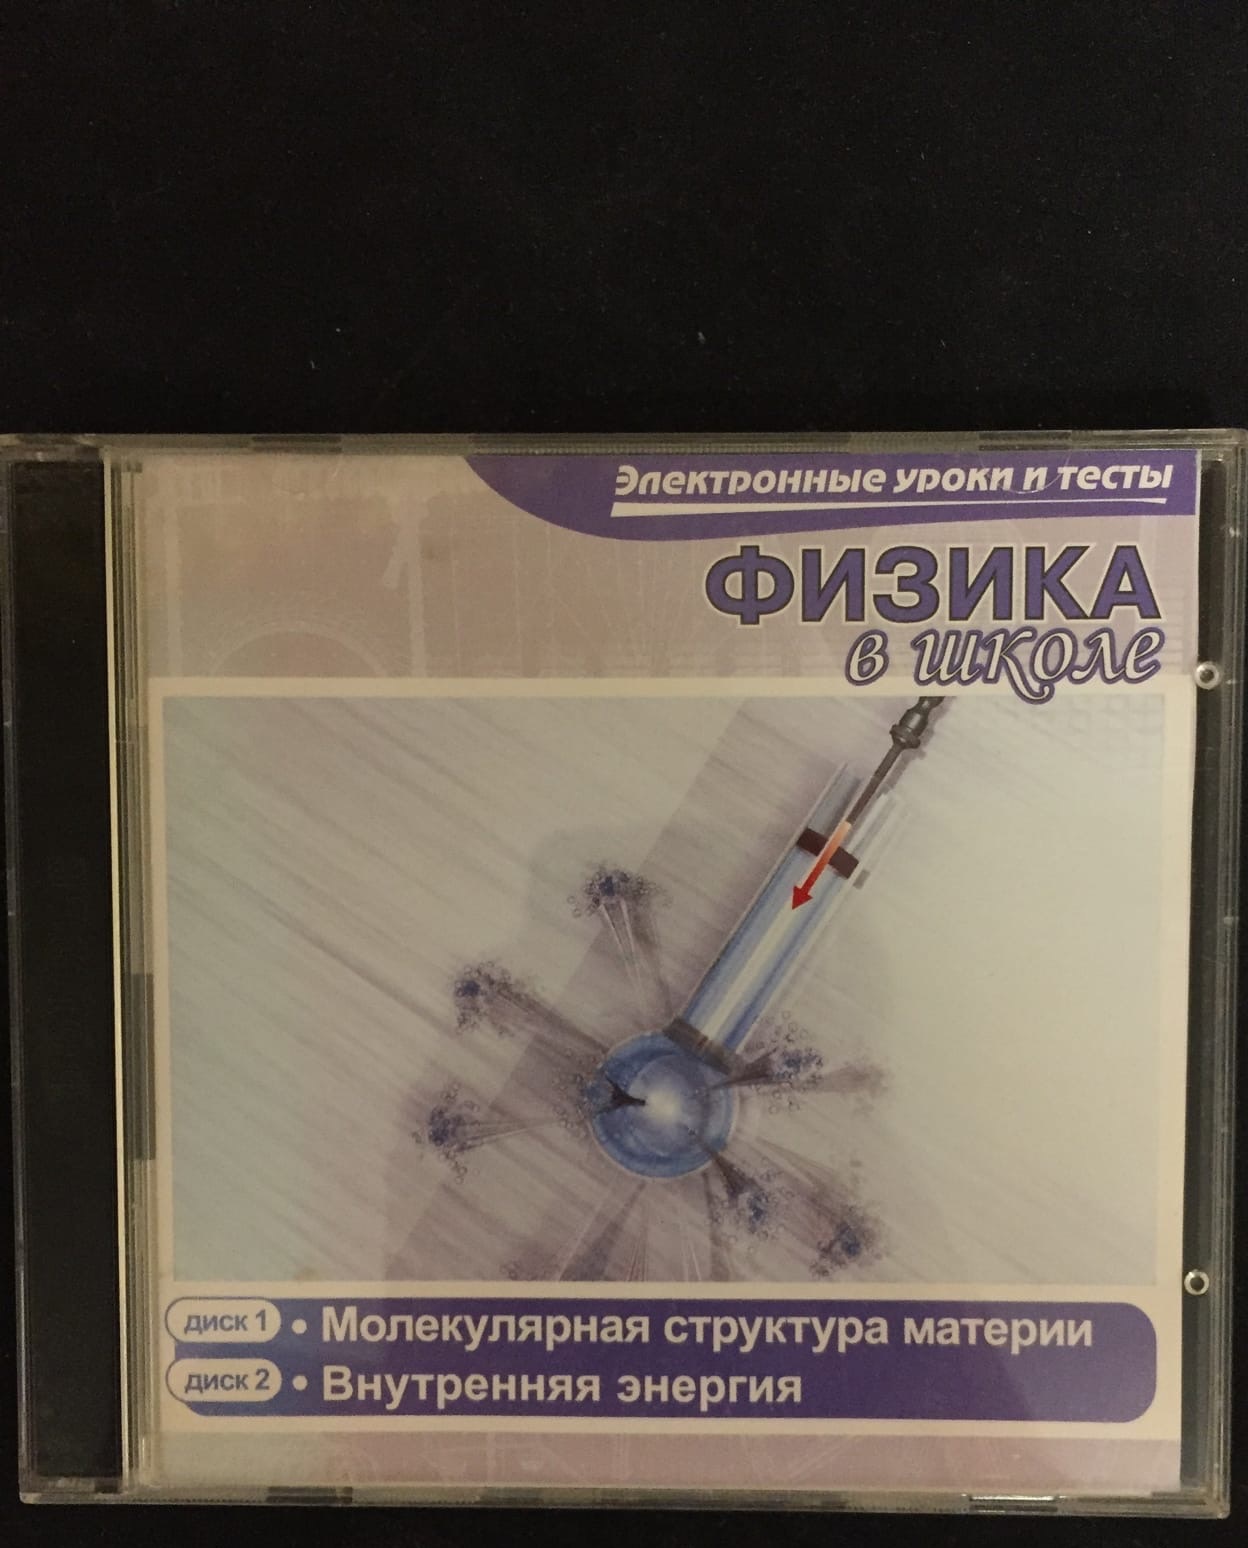 Электронные уроки и тесты
ФИЗИКА
в школе
диск 1 • Молекулярная структура материи
диск 2 • Внутренняя энергия